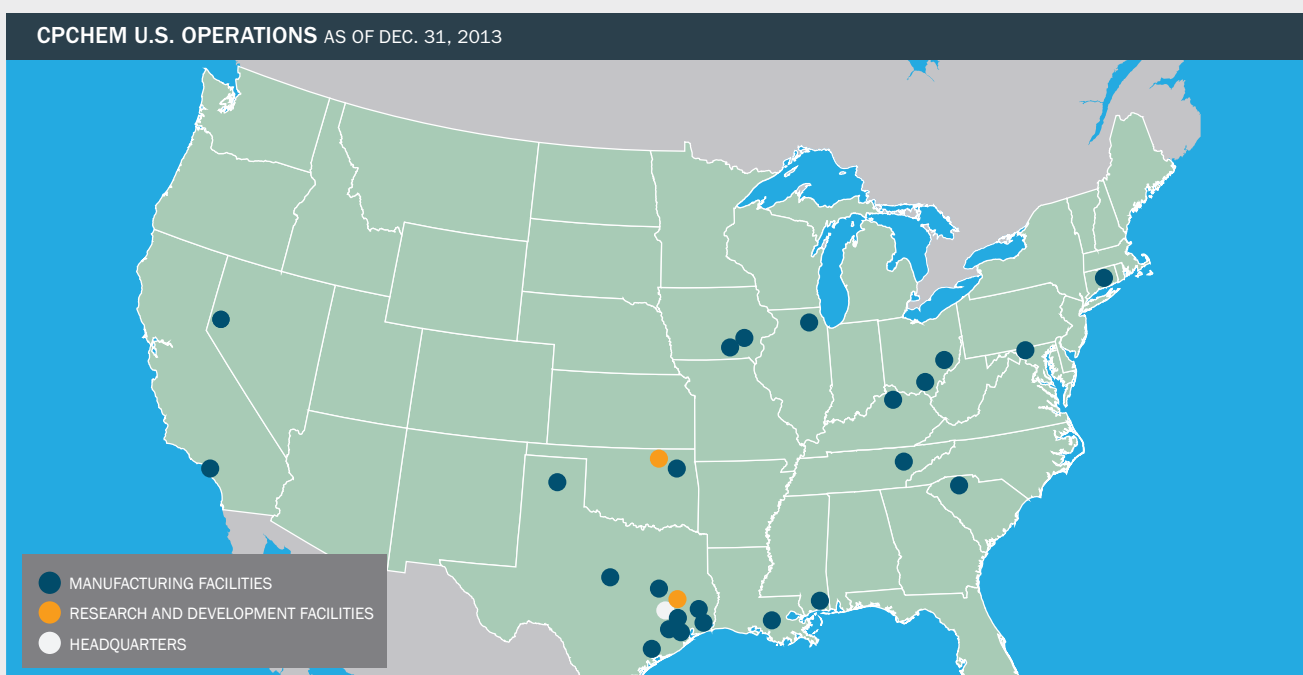 CPCHEM U.S. OPERATIONS AS OF DEC. 31, 2013
MANUFACTURING FACILITIES
RESEARCH AND DEVELOPMENT FACILITIES
HEADQUARTERS